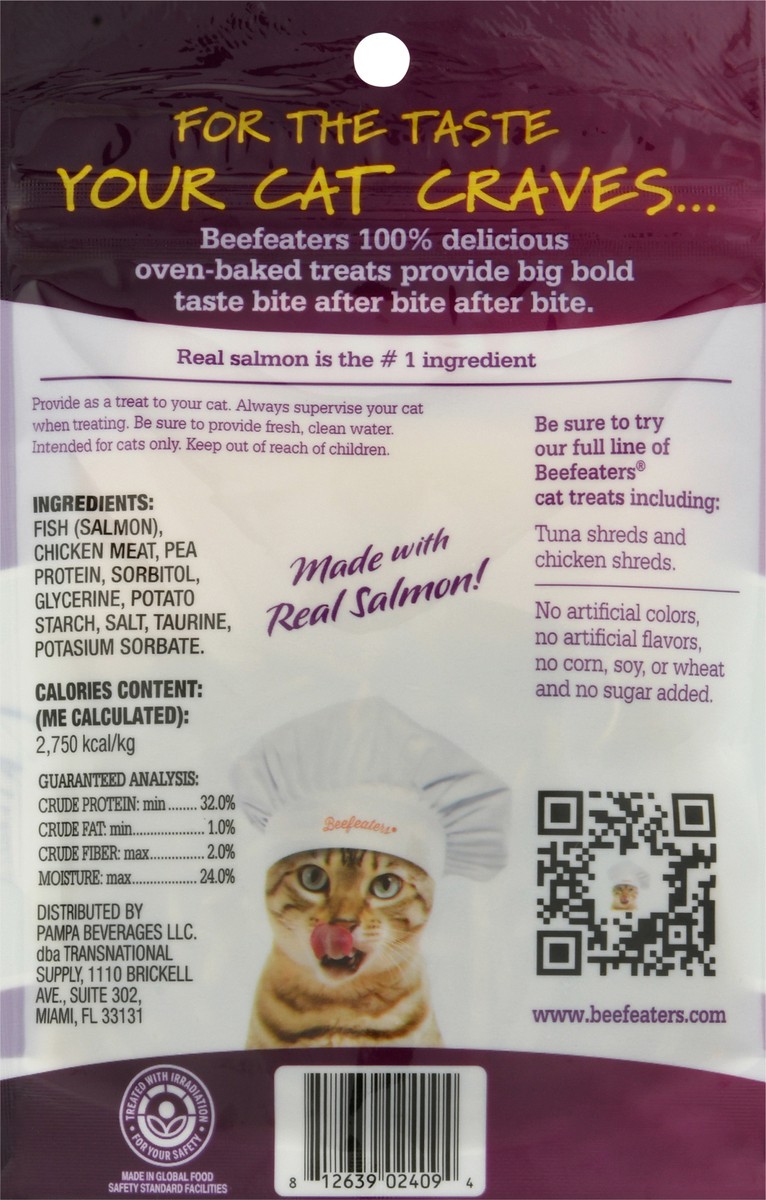 FOR THE TASTE
YOUR CAT CRAVES...
Beefeaters 100% delicious
oven-baked treats provide big bold
taste bite after bite after bite.
Real salmon is the # 1 ingredient
Provide as a treat to your cat. Always supervise your cat
when treating. Be sure to provide fresh, clean water.
Intended for cats only. Keep out of reach of children.
INGREDIENTS:
FISH (SALMON),
CHICKEN MEAT, PEA
PROTEIN, SORBITOL,
GLYCERINE, POTATO
STARCH, SALT, TAURINE,
POTASIUM SORBATE.
CALORIES CONTENT:
(ME CALCULATED):
2,750 kcal/kg
GUARANTEED ANALYSIS:
CRUDE PROTEIN: min ........ 32.0%
CRUDE FAT: min..................... 1.0%
CRUDE FIBER: max................ 2.0%
MOISTURE: max................... 24.0%
DISTRIBUTED BY
PAMPA BEVERAGES LLC.
dba TRANSNATIONAL
SUPPLY, 1110 BRICKELL
AVE., SUITE 302,
MIAMI, FL 33131
Made with
Real Salmon!
Beefeaters®
Be sure to try
our full line of
Beefeaters®
cat treats including:
Tuna shreds and
chicken shreds.
No artificial colors,
no artificial flavors,
no corn, soy, or wheat
and no sugar added.
www.beefeaters.com
TREATED WITH IRRADIATION
• FOR YOUR SAFETY •
MADE IN GLOBAL FOOD
SAFETY STANDARD FACILITIES
8 12639 02409 4